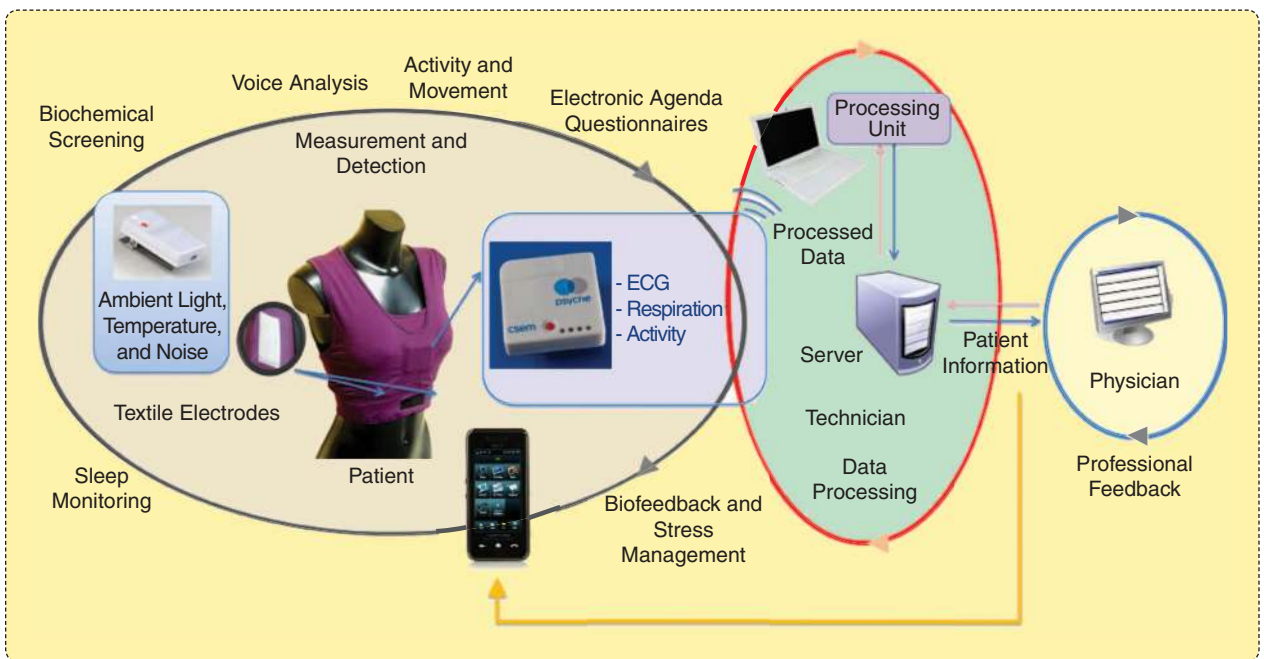 Voice Analysis
Activity and
Movement
Electronic Agenda
Questionnaires
Biochemical
Screening
Measurement and
Detection
Processing
Unit
Processed
Data
Ambient Light,
Temperature,
and Noise
psyche
csem
- ECG
- Respiration
- Activity
Server
Patient
Information
Physician
Textile Electrodes
Technician
Sleep
Monitoring
Patient
Data
Processing
Professional
Feedback
Biofeedback and
Stress
Management